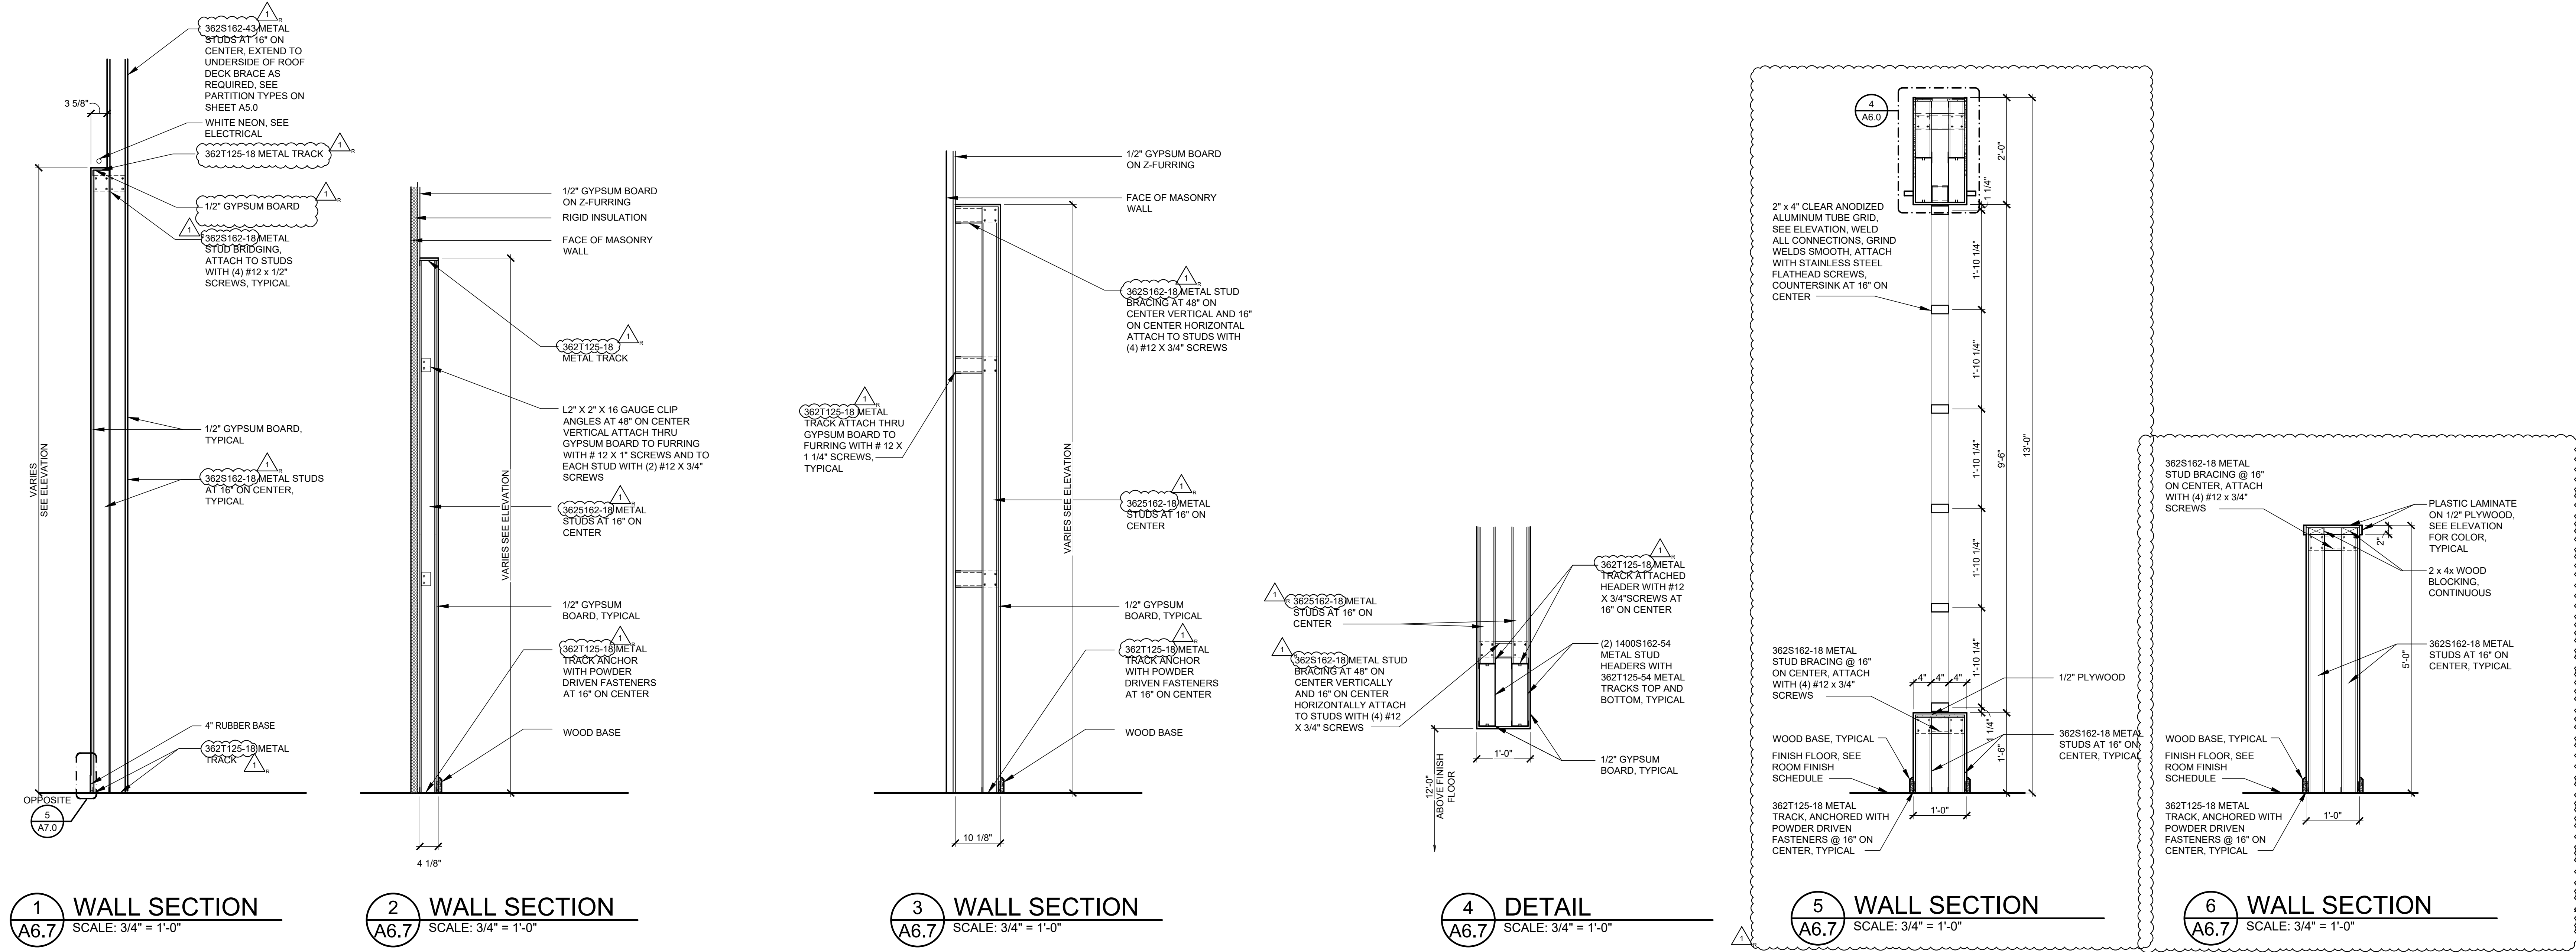 1
R
362S162-43 METAL
STUDS AT 16" ON
CENTER, EXTEND TO
UNDERSIDE OF ROOF
DECK BRACE AS
REQUIRED, SEE
PARTITION TYPES ON
SHEET A5.0
3 5/8"
WHITE NEON, SEE
ELECTRICAL
362T125-18 METAL TRACK
1
R
1/2" GYPSUM BOARD
1
R
1
R
362S162-18 METAL
STUD BRIDGING,
ATTACH TO STUDS
WITH (4) #12 x 1/2"
SCREWS, TYPICAL
1/2" GYPSUM BOARD,
TYPICAL
VARIES
SEE ELEVATION
1
R
362S162-18 METAL STUDS
AT 16" ON CENTER,
TYPICAL
4" RUBBER BASE
362T125-18 METAL
TRACK
1
R
OPPOSITE
5
A7.0
1
A6.7
WALL SECTION
SCALE: 3/4" = 1'-0"
1/2" GYPSUM BOARD
ON Z-FURRING
RIGID INSULATION
FACE OF MASONRY
WALL
1
R
362T125-18
METAL TRACK
L2" X 2" X 16 GAUGE CLIP
ANGLES AT 48" ON CENTER
VERTICAL ATTACH THRU
GYPSUM BOARD TO FURRING
WITH # 12 X 1" SCREWS AND TO
EACH STUD WITH (2) #12 X 3/4"
SCREWS
VARIES SEE ELEVATION
1
R
3625162-18 METAL
STUDS AT 16" ON
CENTER
1/2" GYPSUM
BOARD, TYPICAL
1
R
362T125-18 METAL
TRACK ANCHOR
WITH POWDER
DRIVEN FASTENERS
AT 16" ON CENTER
WOOD BASE
4 1/8"
2
A6.7
WALL SECTION
SCALE: 3/4" = 1'-0"
1/2" GYPSUM BOARD
ON Z-FURRING
FACE OF MASONRY
WALL
1
R
362S162-18 METAL STUD
BRACING AT 48" ON
CENTER VERTICAL AND 16"
ON CENTER HORIZONTAL
ATTACH TO STUDS WITH
(4) #12 X 3/4" SCREWS
1
R
362T125-18 METAL
TRACK ATTACH THRU
GYPSUM BOARD TO
FURRING WITH # 12 X
1 1/4" SCREWS,
TYPICAL
VARIES SEE ELEVATION
1
R
3625162-18 METAL
STUDS AT 16" ON
CENTER
1/2" GYPSUM
BOARD, TYPICAL
1
R
362T125-18 METAL
TRACK ANCHOR
WITH POWDER
DRIVEN FASTENERS
AT 16" ON CENTER
WOOD BASE
10 1/8"
3
A6.7
WALL SECTION
SCALE: 3/4" = 1'-0"
1
R
3625162-18 METAL
STUDS AT 16" ON
CENTER
1
R
362S162-18 METAL STUD
BRACING AT 48" ON
CENTER VERTICALLY
AND 16" ON CENTER
HORIZONTALLY ATTACH
TO STUDS WITH (4) #12
X 3/4" SCREWS
1
R
362T125-18 METAL
TRACK ATTACHED
HEADER WITH #12
X 3/4"SCREWS AT
16" ON CENTER
(2) 1400S162-54
METAL STUD
HEADERS WITH
362T125-54 METAL
TRACKS TOP AND
BOTTOM, TYPICAL
1/2" GYPSUM
BOARD, TYPICAL
1'-0"
12'-0"
ABOVE FINISH
FLOOR
4
A6.7
DETAIL
SCALE: 3/4" = 1'-0"
4
A6.0
2" x 4" CLEAR ANODIZED
ALUMINUM TUBE GRID,
SEE ELEVATION, WELD
ALL CONNECTIONS, GRIND
WELDS SMOOTH, ATTACH
WITH STAINLESS STEEL
FLATHEAD SCREWS,
COUNTERSINK AT 16" ON
CENTER
2'-0"
1/4"
1'-10 1/4"
1'-10 1/4"
1'-10 1/4"
1'-10 1/4"
1'-10 1/4"
9'-6"
13'-0"
362S162-18 METAL
STUD BRACING @ 16"
ON CENTER, ATTACH
WITH (4) #12 x 3/4"
SCREWS
4"
4"
4"
1/2" PLYWOOD
1 1/4"
1'-6"
WOOD BASE, TYPICAL
FINISH FLOOR, SEE
ROOM FINISH
SCHEDULE
362S162-18 METAL
STUDS AT 16" ON
CENTER, TYPICAL
362T125-18 METAL
TRACK, ANCHORED WITH
POWDER DRIVEN
FASTENERS @ 16" ON
CENTER, TYPICAL
1'-0"
1
R
5
A6.7
WALL SECTION
SCALE: 3/4" = 1'-0"
362S162-18 METAL
STUD BRACING @ 16"
ON CENTER, ATTACH
WITH (4) #12 x 3/4"
SCREWS
PLASTIC LAMINATE
ON 1/2" PLYWOOD,
SEE ELEVATION
FOR COLOR,
TYPICAL
2"
2 x 4x WOOD
BLOCKING,
CONTINUOUS
362S162-18 METAL
STUDS AT 16" ON
CENTER, TYPICAL
5'-0"
WOOD BASE, TYPICAL
FINISH FLOOR, SEE
ROOM FINISH
SCHEDULE
362T125-18 METAL
TRACK, ANCHORED WITH
POWDER DRIVEN
FASTENERS @ 16" ON
CENTER, TYPICAL
1'-0"
6
A6.7
WALL SECTION
SCALE: 3/4" = 1'-0"